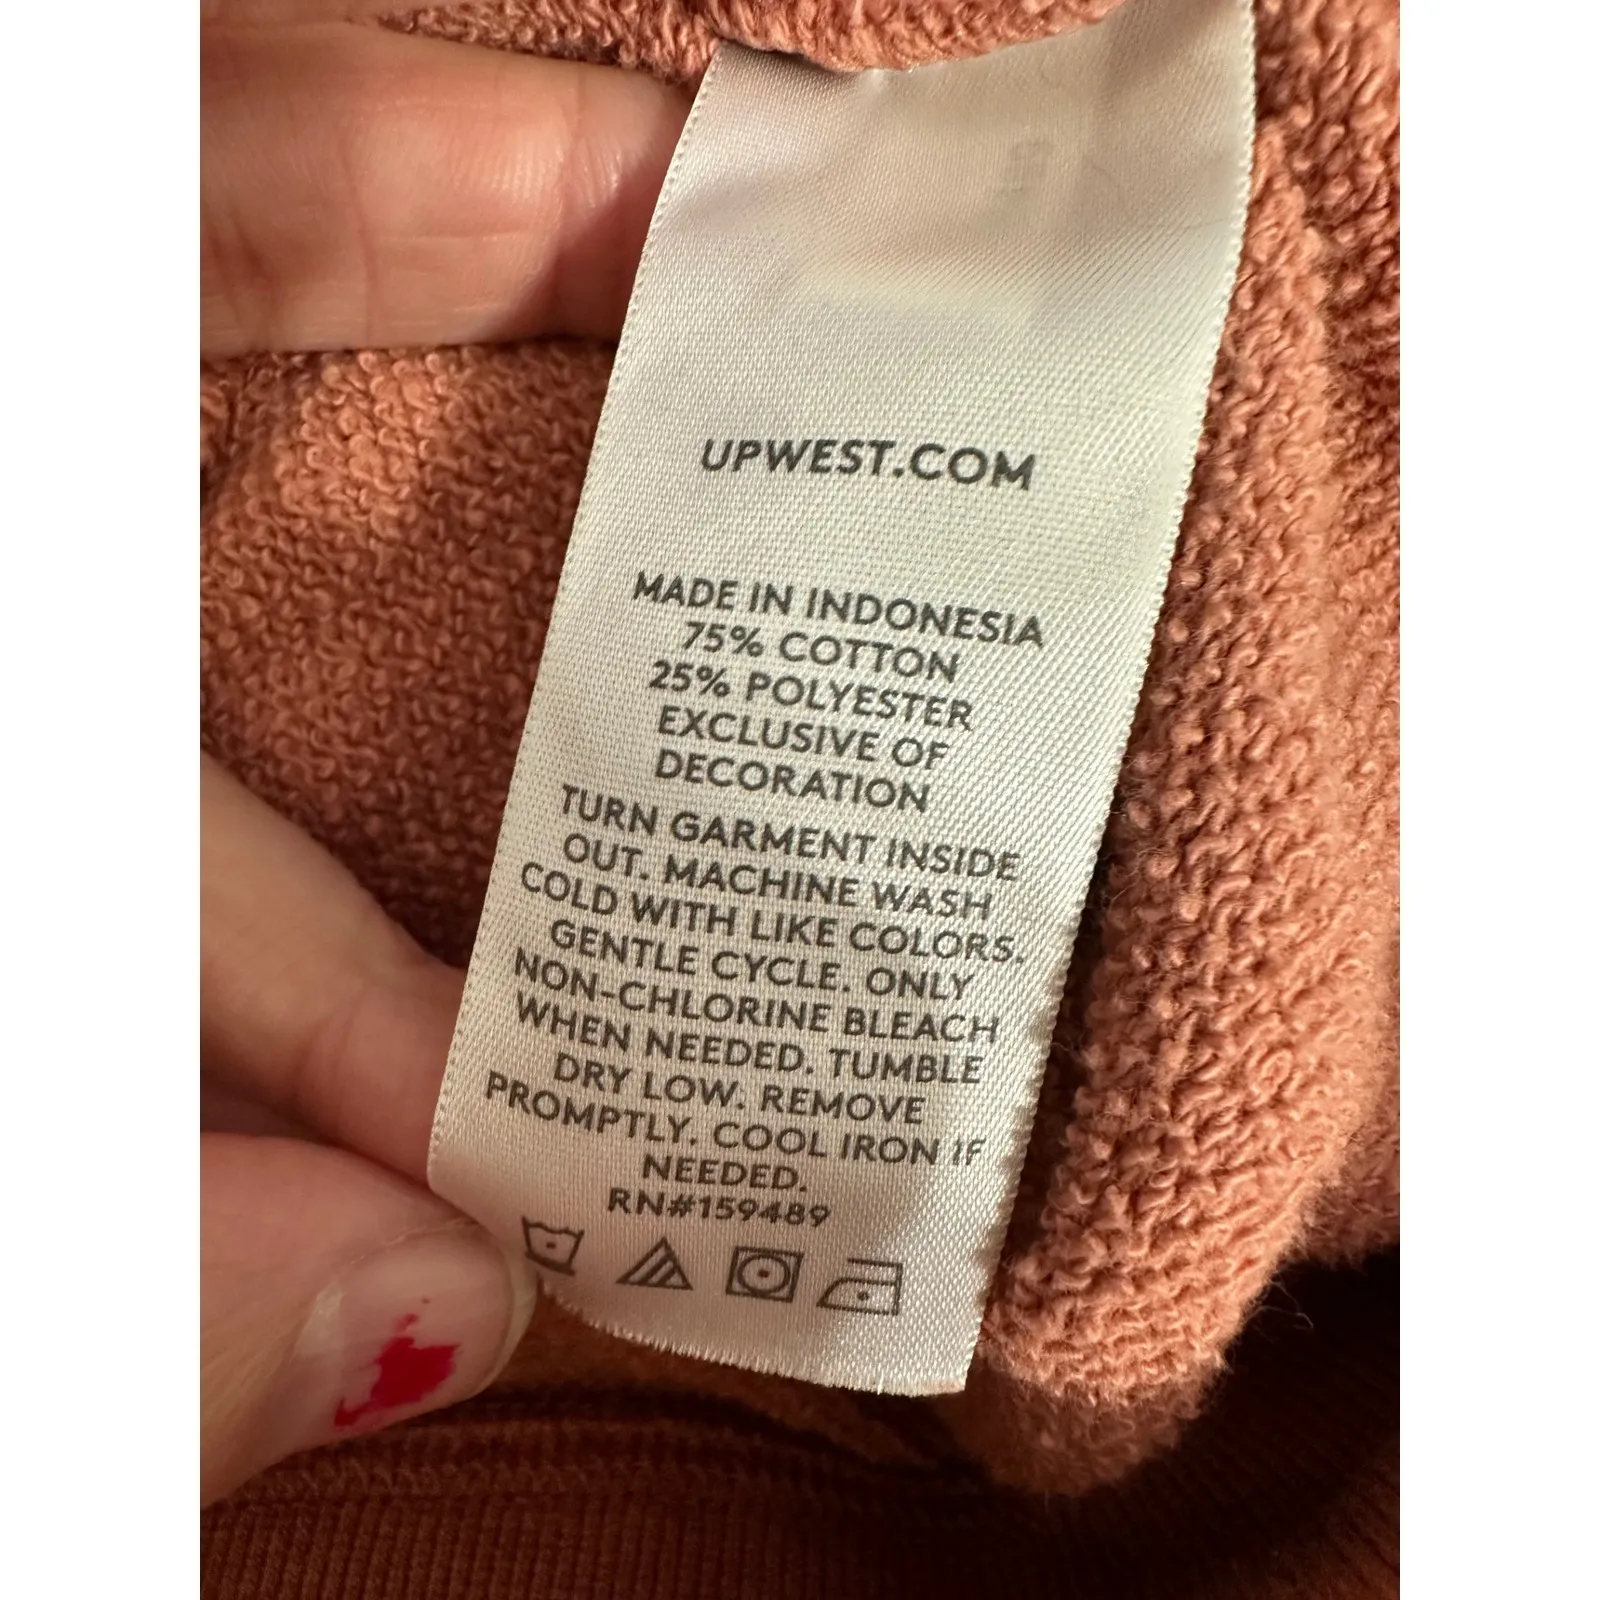 UPWEST.COM
MADE IN INDONESIA
75% COTTON
25% POLYESTER
EXCLUSIVE OF
DECORATION
TURN GARMENT INSIDE
OUT. MACHINE WASH
COLD WITH LIKE COLORS.
GENTLE CYCLE. ONLY
NON-CHLORINE BLEACH
WHEN NEEDED. TUMBLE
DRY LOW. REMOVE
PROMPTLY. COOL IRON IF
NEEDED.
RN#159489